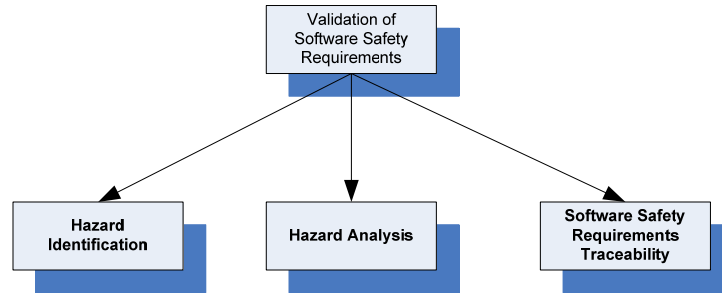 Validation of
Software Safety
Requirements
Hazard
Identification
Hazard Analysis
Software Safety
Requirements
Traceability